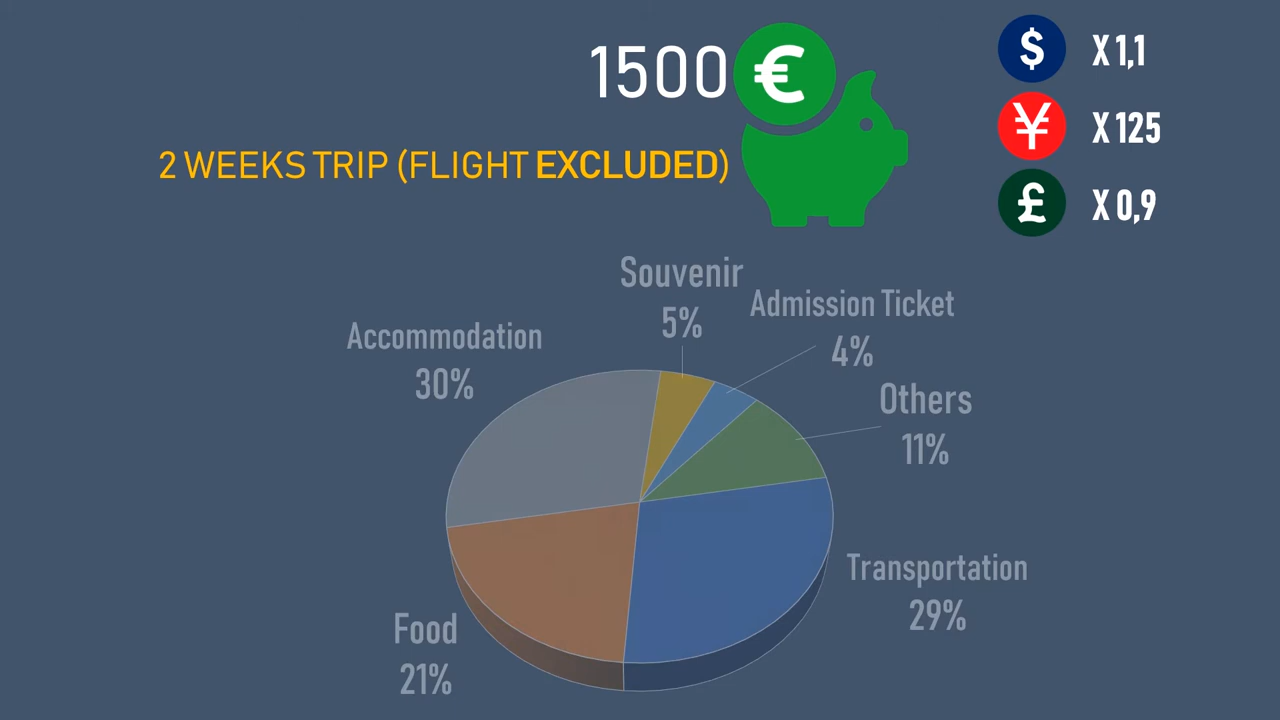 1500 €
2 WEEKS TRIP (FLIGHT EXCLUDED)
$ X 1,1
¥ X 125
£ X 0,9
Souvenir
5%
Admission Ticket
4%
Accommodation
30%
Others
11%
Transportation
29%
Food
21%